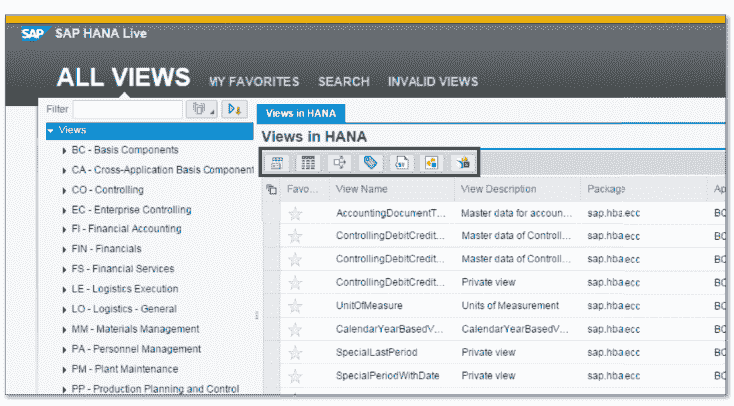 SAP SAP HANA Live
ALL VIEWS MY FAVORITES SEARCH INVALID VIEWS
Filter
Views in HANA
Views
Views in HANA
BC - Basis Components
CA - Cross-Application Basis Component
CO - Controlling
EC - Enterprise Controlling
FI - Financial Accounting
FIN - Financials
FS - Financial Services
LE - Logistics Execution
LO - Logistics - General
MM - Materials Management
PA - Personnel Management
PM - Plant Maintenance
PP - Production Planning and Control
Favo... View Name View Description Package Ap
AccountingDocumentT... Master data for accoun... sap.hba.ecc BC
ControllingDebitCredit... Master data of Controll... sap.hba.ecc BC
ControllingDebitCredit... Master data of Controll... sap.hba.ecc BC
ControllingDebitCredit... Private view sap.hba.ecc BC
UnitOfMeasure Units of Measurement sap.hba.ecc BC
CalendarYearBasedV... CalendarYearBasedV... sap.hba.ecc BC
SpecialLastPeriod Private view sap.hba.ecc BC
SpecialPeriodWithDate Private view sap.hba.ecc BC